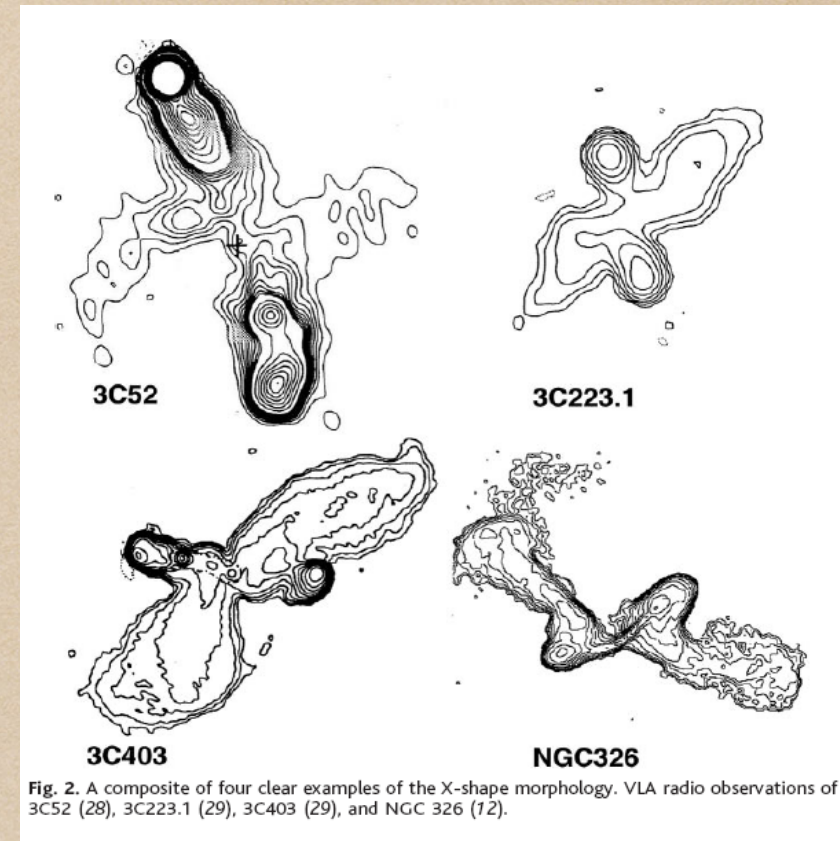 3C52
3C223.1
3C403
NGC326
Fig. 2. A composite of four clear examples of the X-shape morphology. VLA radio observations of
3C52 (28), 3C223.1 (29), 3C403 (29), and NGC 326 (12).